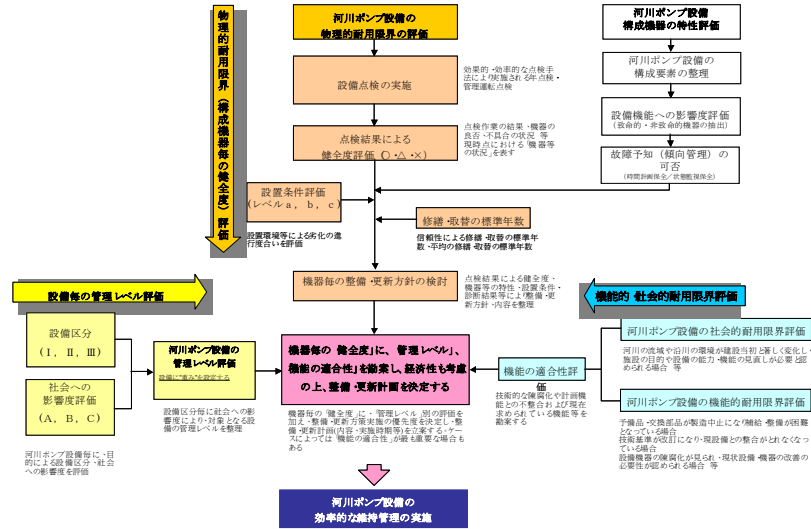 河川ポンプ設備の
物理的耐用限界の評価
河川ポンプ設備
構成機器の特性評価
物理的耐用限界（構成機器毎の健全度）評価
設備点検の実施
効果的・効率的な点検手
法により実施される年点検・
管理運転点検
河川ポンプ設備の
構成要素の整理
点検結果による
健全度評価（○・△・×）
点検作業の結果、機器の
良否、不具合の状況 等
現時点における「機器等
の状況」を表す
設備機能への影響度評価
（致命的・非致命的機器の抽出）
故障予知（傾向管理）の
可否
（時間計画保全／状態監視保全）
設置条件評価
（レベルａ，ｂ，ｃ）
設置環境等による劣化の進
行度合いを評価
修繕・取替の標準年数
信頼性による修繕・取替の標準年
数・平均の修繕・取替の標準年数
機器毎の整備・更新方針の検討
点検結果による健全度、
機器等の特性、設置条件・
診断結果等により整備・更
新方針・内容を整理
設備毎の管理レベル評価
機能的・社会的耐用限界評価
設備区分
（Ⅰ，Ⅱ，Ⅲ）
社会への
影響度評価
（Ａ，Ｂ，Ｃ）
河川ポンプ設備毎に、目
的による設備区分、社会
への影響度を評価
河川ポンプ設備の
管理レベル評価
設備に"重み"を設定する
設備区分毎に社会への影
響度により、対象となる設
備の管理レベルを整理
機器毎の「健全度」に、「管理レベル」、
「機能の適合性」を勘案し、経済性も考慮
の上、整備・更新計画を決定する
機器毎の「健全度」に、「管理レベル」別の評価を
加え、整備・更新方策実施の優先度を決定し、整
備・更新計画（内容・実施時期等）を立案する。ケー
スによっては「機能の適合性」が最も重要な場合も
ある
機能の適合性評
価
技術的な陳腐化や計画機
能との不整合および現在
求められている機能等を
勘案する
河川ポンプ設備の社会的耐用限界評価
河川の流域や沿川の環境が建設当初と著しく変化し、
施設の目的や設備の能力・機能の見直しが必要と認
められる場合 等
河川ポンプ設備の機能的耐用限界評価
予備品・交換部品が製造中止になり補給・整備が困難
となっている場合
技術基準が改訂になり、現設備との整合がとれなくなっ
ている場合
設備機器の陳腐化が見られ、現状設備・機器の改善の
必要性が認められる場合 等
河川ポンプ設備の
効率的な維持管理の実施